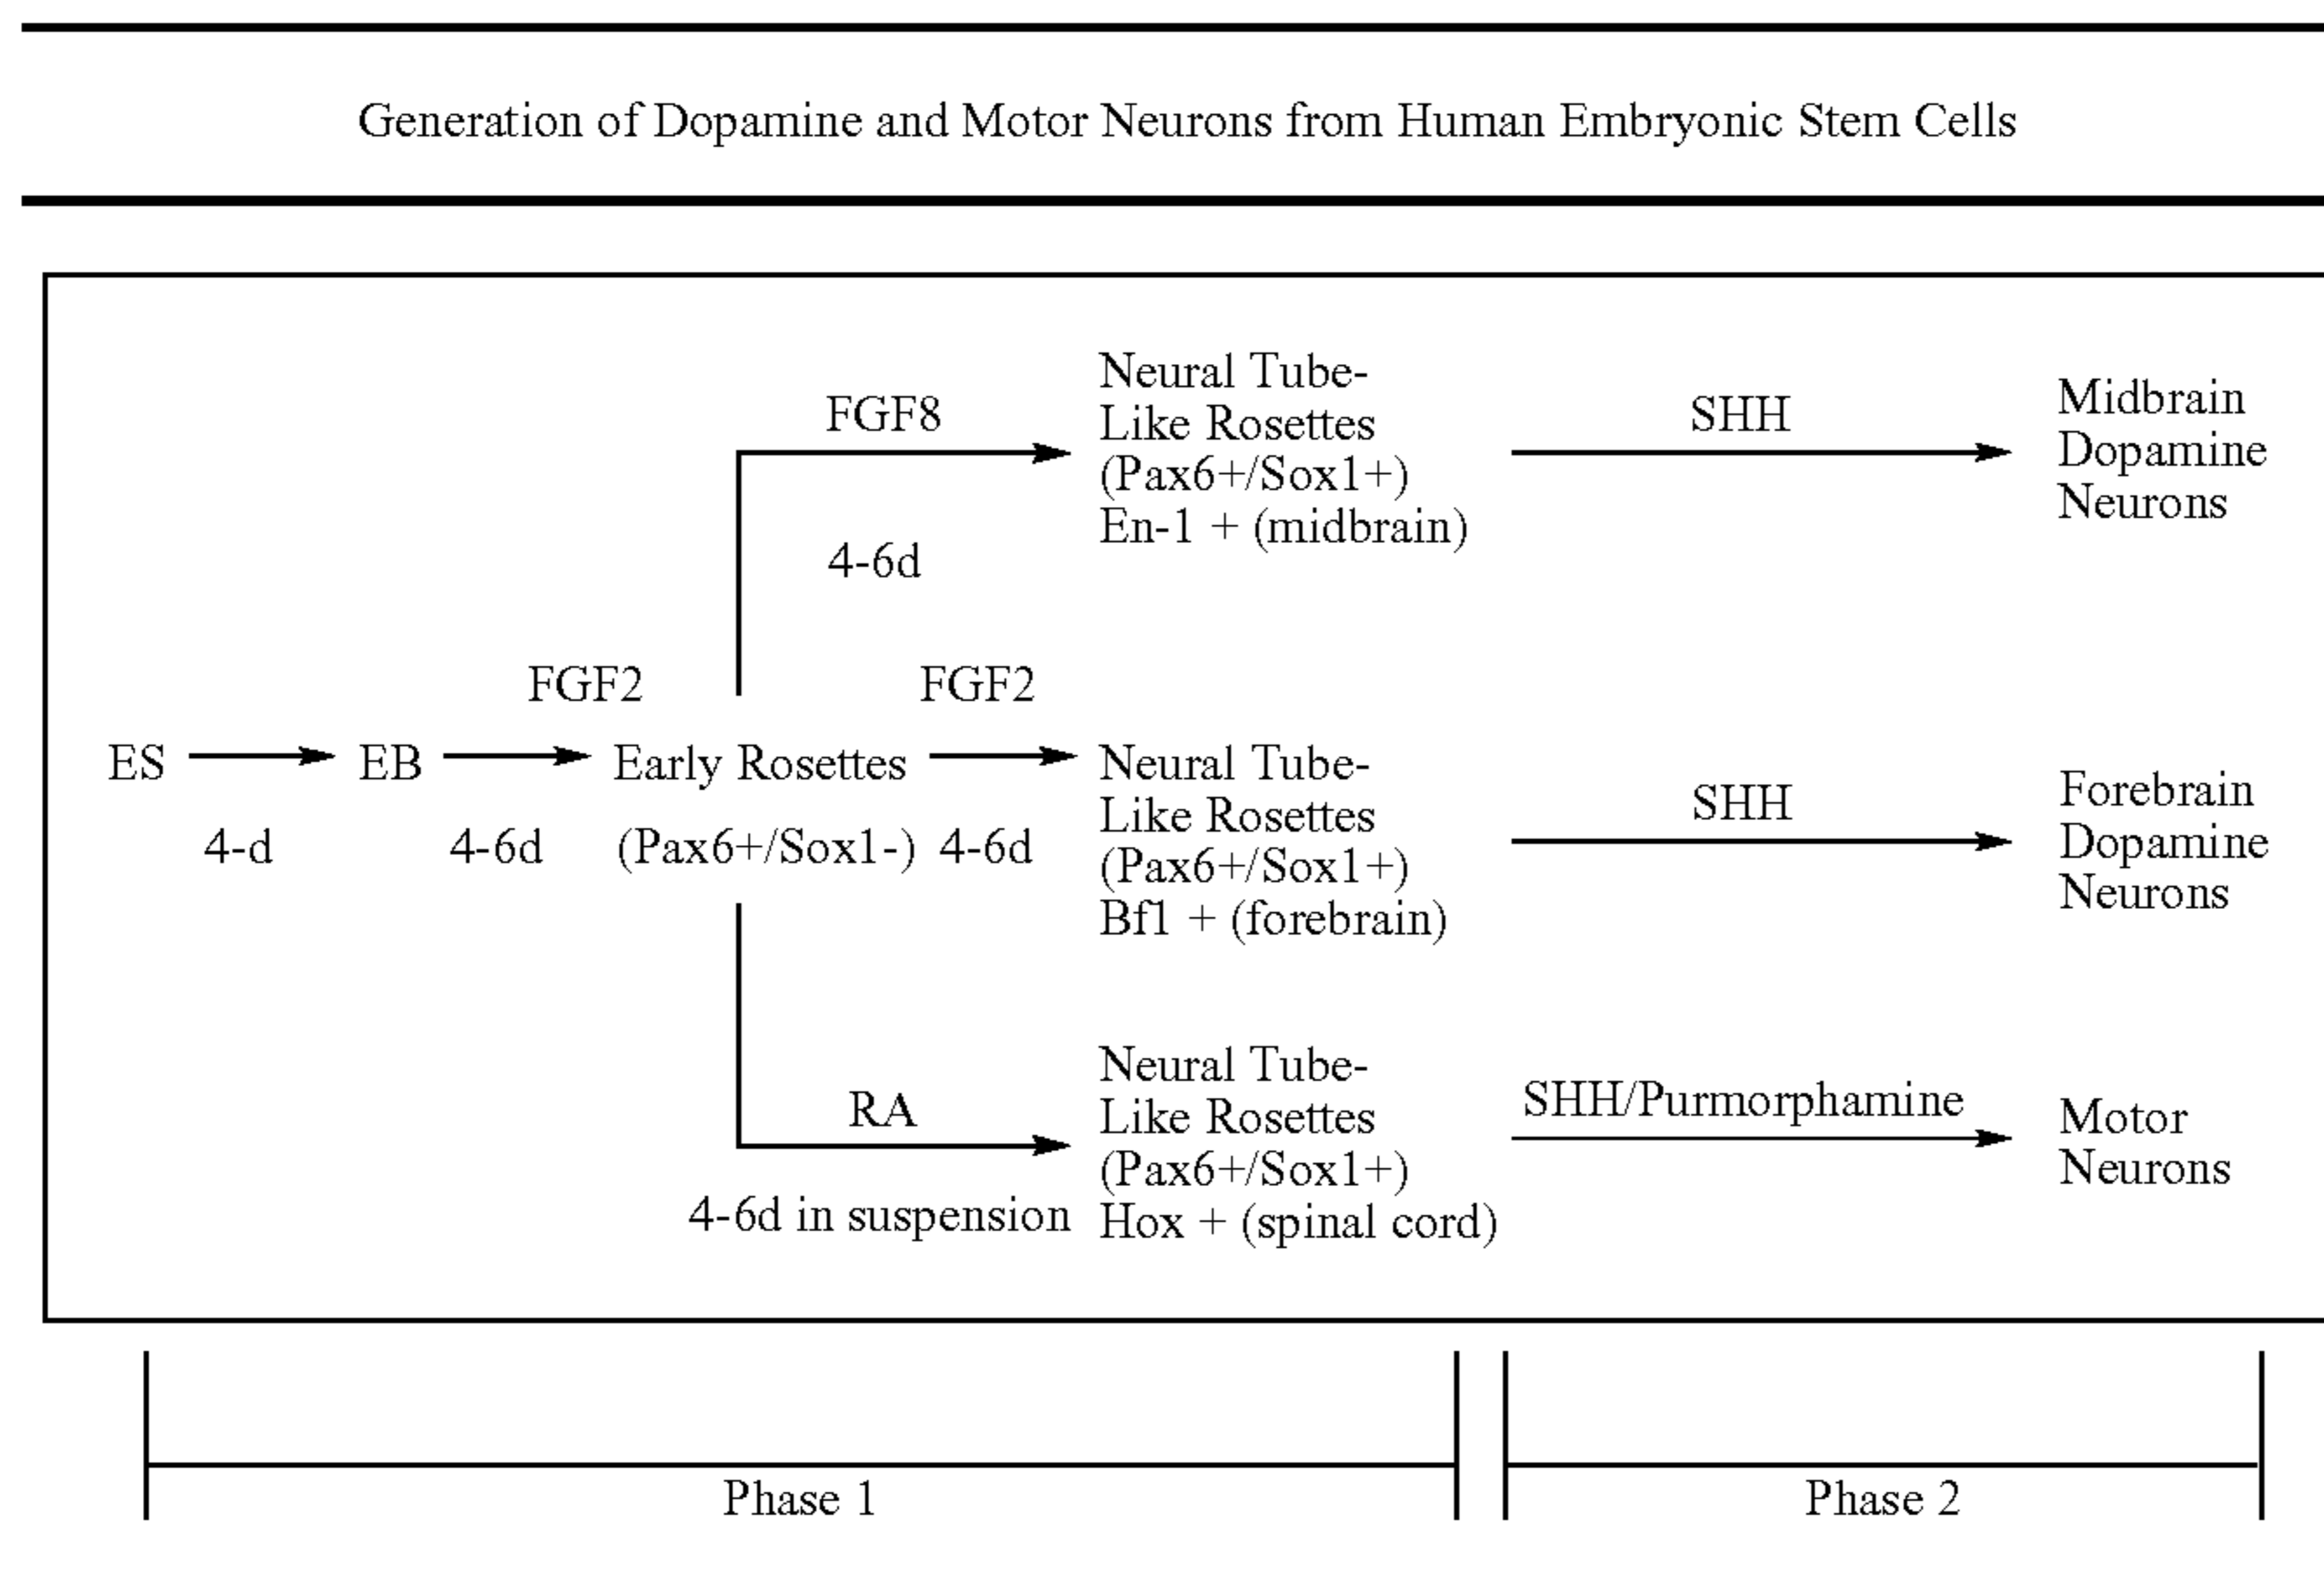 Generation of Dopamine and Motor Neurons from Human Embryonic Stem Cells
FGF8
4-6d
Neural Tube-
Like Rosettes
(Pax6+/Sox1+)
En-1 + (midbrain)
SHH
Midbrain
Dopamine
Neurons
ES
4-d
EB
FGF2
4-6d
Early Rosettes
(Pax6+/Sox1-)
FGF2
4-6d
Neural Tube-
Like Rosettes
(Pax6+/Sox1+)
Bf1 + (forebrain)
SHH
Forebrain
Dopamine
Neurons
RA
4-6d in suspension
Neural Tube-
Like Rosettes
(Pax6+/Sox1+)
Hox + (spinal cord)
SHH/Purmorphamine
Motor
Neurons
Phase 1
Phase 2